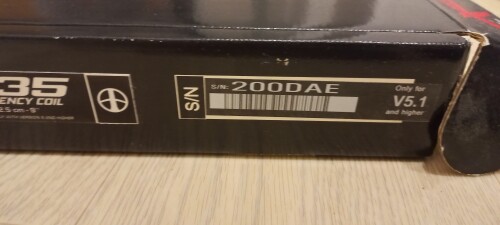 35
ENCY COIL
S/N
S/N: 200DAE
Only for
V5.1
and higher